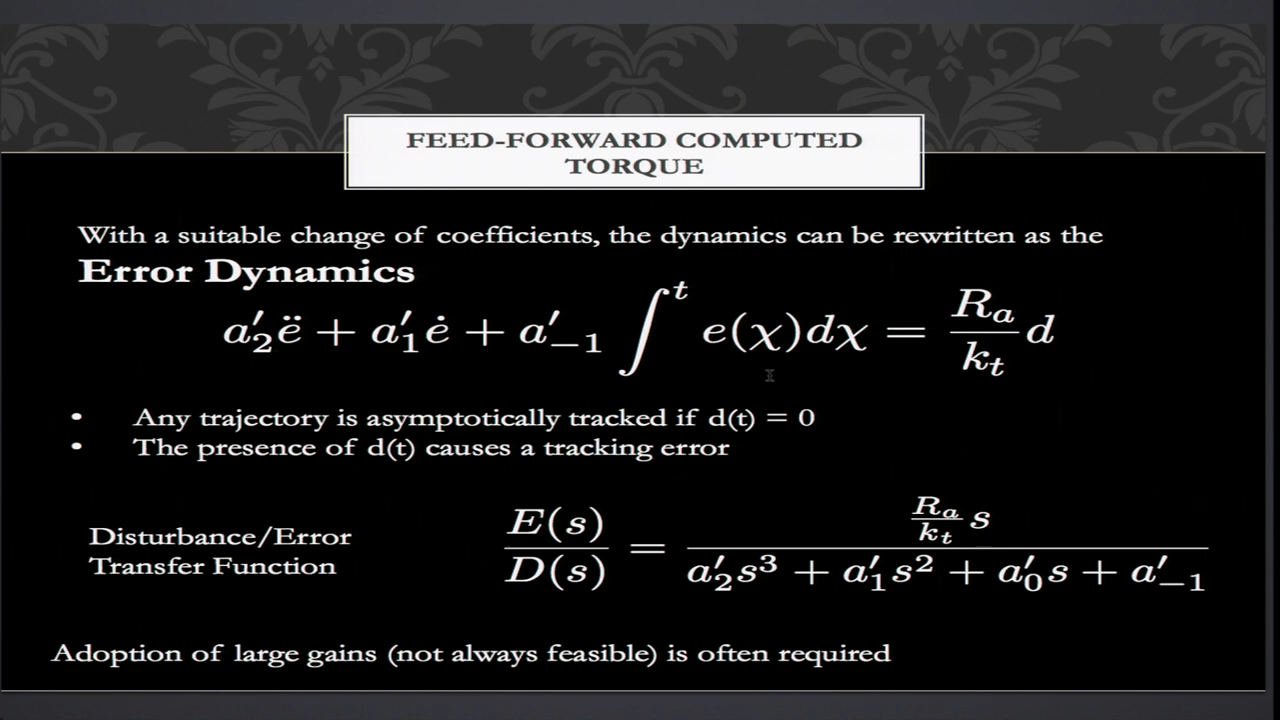 FEED-FORWARD COMPUTED
TORQUE
With a suitable change of coefficients, the dynamics can be rewritten as the
Error Dynamics
a′₂ë + a′₁ė + a′₋₁ ∫ᵗ e(χ)dχ = Rₐ/kₜ d
• Any trajectory is asymptotically tracked if d(t) = 0
• The presence of d(t) causes a tracking error
Disturbance/Error
Transfer Function
E(s)/D(s) = (Rₐ/kₜ s)/(a′₂s³ + a′₁s² + a′₀s + a′₋₁)
Adoption of large gains (not always feasible) is often required